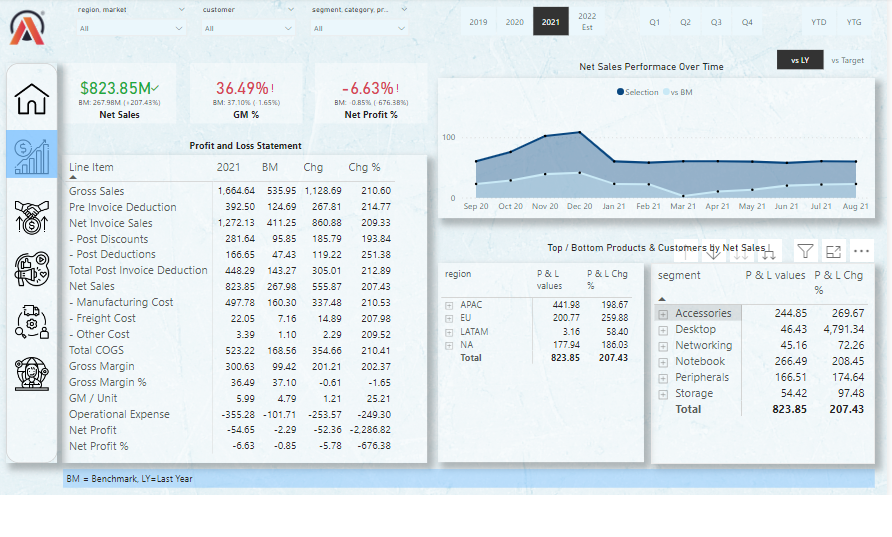 region, market customer segment, category, pr...
All All All
2019 2020 2021 2022 Est Q1 Q2 Q3 Q4 YTD YTG
vs LY vs Target
$823.85M
BM: 267.98M (+207.43%)
Net Sales
36.49%!
BM: 37.10% (-1.65%)
GM %
-6.63%!
BM: -0.85% (-676.38%)
Net Profit %
Net Sales Performace Over Time
Selection vs BM
100
0
Sep 20 Oct 20 Nov 20 Dec 20 Jan 21 Feb 21 Mar 21 Apr 21 May 21 Jun 21 Jul 21 Aug 21
Profit and Loss Statement
Line Item 2021 BM Chg Chg %
Gross Sales 1,664.64 535.95 1,128.69 210.60
Pre Invoice Deduction 392.50 124.69 267.81 214.77
Net Invoice Sales 1,272.13 411.25 860.88 209.33
- Post Discounts 281.64 95.85 185.79 193.84
- Post Deductions 166.65 47.43 119.22 251.38
Total Post Invoice Deduction 448.29 143.27 305.01 212.89
Net Sales 823.85 267.98 555.87 207.43
- Manufacturing Cost 497.78 160.30 337.48 210.53
- Freight Cost 22.05 7.16 14.89 207.98
- Other Cost 3.39 1.10 2.29 209.52
Total COGS 523.22 168.56 354.66 210.41
Gross Margin 300.63 99.42 201.21 202.37
Gross Margin % 36.49 37.10 -0.61 -1.65
GM / Unit 5.99 4.79 1.21 25.21
Operational Expense -355.28 -101.71 -253.57 -249.30
Net Profit -54.65 -2.29 -52.36 -2,286.82
Net Profit % -6.63 -0.85 -5.78 -676.38
Top / Bottom Products & Customers by Net Sales
region P & L values P & L Chg %
APAC 441.98 198.67
EU 200.77 259.88
LATAM 3.16 58.40
NA 177.94 186.03
Total 823.85 207.43
segment P & L values P & L Chg %
Accessories 244.85 269.67
Desktop 46.43 4,791.34
Networking 45.16 72.26
Notebook 266.49 208.45
Peripherals 166.51 174.64
Storage 54.42 97.48
Total 823.85 207.43
BM = Benchmark, LY=Last Year